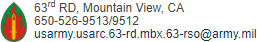 63rd RD, Mountain View, CA
650-526-9513/9512
usarmy.usarc.63-rd.mbx.63-rso@army.mil